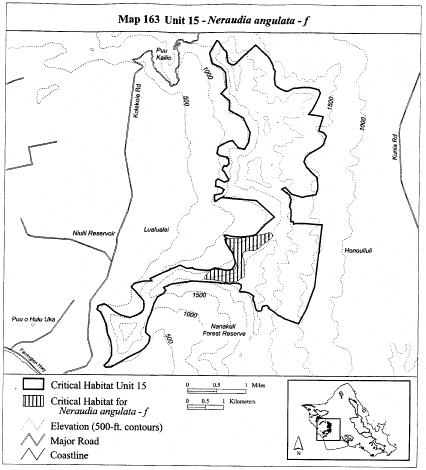 Map 163 Unit 15 - Neraudia angulata - f
Puu
Kailio
1000
Kolekole Rd
500
1500
1000
Kunia Rd
Niulii Reservoir
Lualualei
Honouliuli
1500
1000
Nanakuli
Forest Reserve
Puu o Hulu Uka
500
Farrington Hwy
Critical Habitat Unit 15
Critical Habitat for
Neraudia angulata - f
Elevation (500-ft. contours)
Major Road
Coastline
0 0.5 1 Miles
0 0.5 1 Kilometers
N